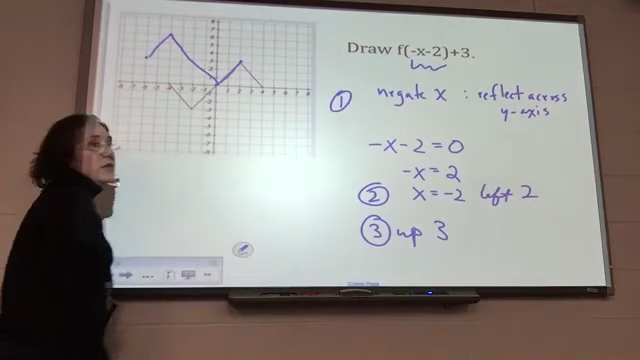 Draw f(-x-2)+3.
① negate x : reflect across
y-axis
-x-2=0
-x=2
② x=-2 left 2
③ up 3